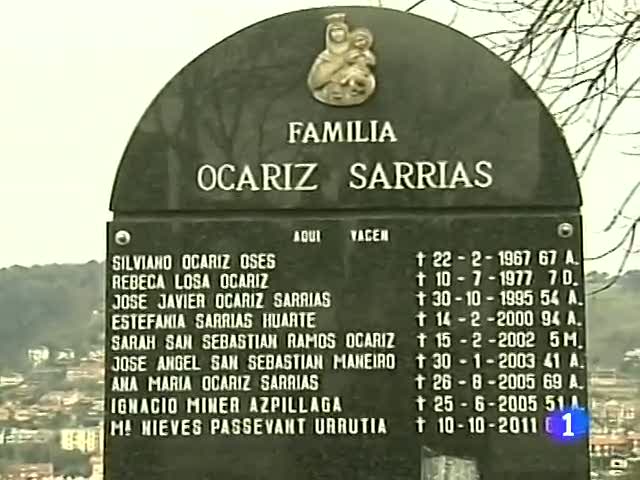 FAMILIA
OCARIZ SARRIAS
AQUI YACEN
SILVIANO OCARIZ OSES † 22 - 2 - 1967 67 A.
REBECA LOSA OCARIZ † 10 - 7 - 1977 7 D.
JOSE JAVIER OCARIZ SARRIAS † 30 - 10 - 1995 54 A.
ESTEFANIA SARRIAS HUARTE † 14 - 2 - 2000 94 A.
SARAH SAN SEBASTIAN RAMOS OCARIZ † 15 - 2 - 2002 5 M.
JOSE ANGEL SAN SEBASTIAN MANEIRO † 30 - 1 - 2003 41 A.
ANA MARIA OCARIZ SARRIAS † 26 - 8 - 2005 69 A.
IGNACIO MINER AZPILLAGA † 25 - 6 - 2005 51 A.
Mª NIEVES PASSEVANT URRUTIA † 10 - 10 - 2011
1